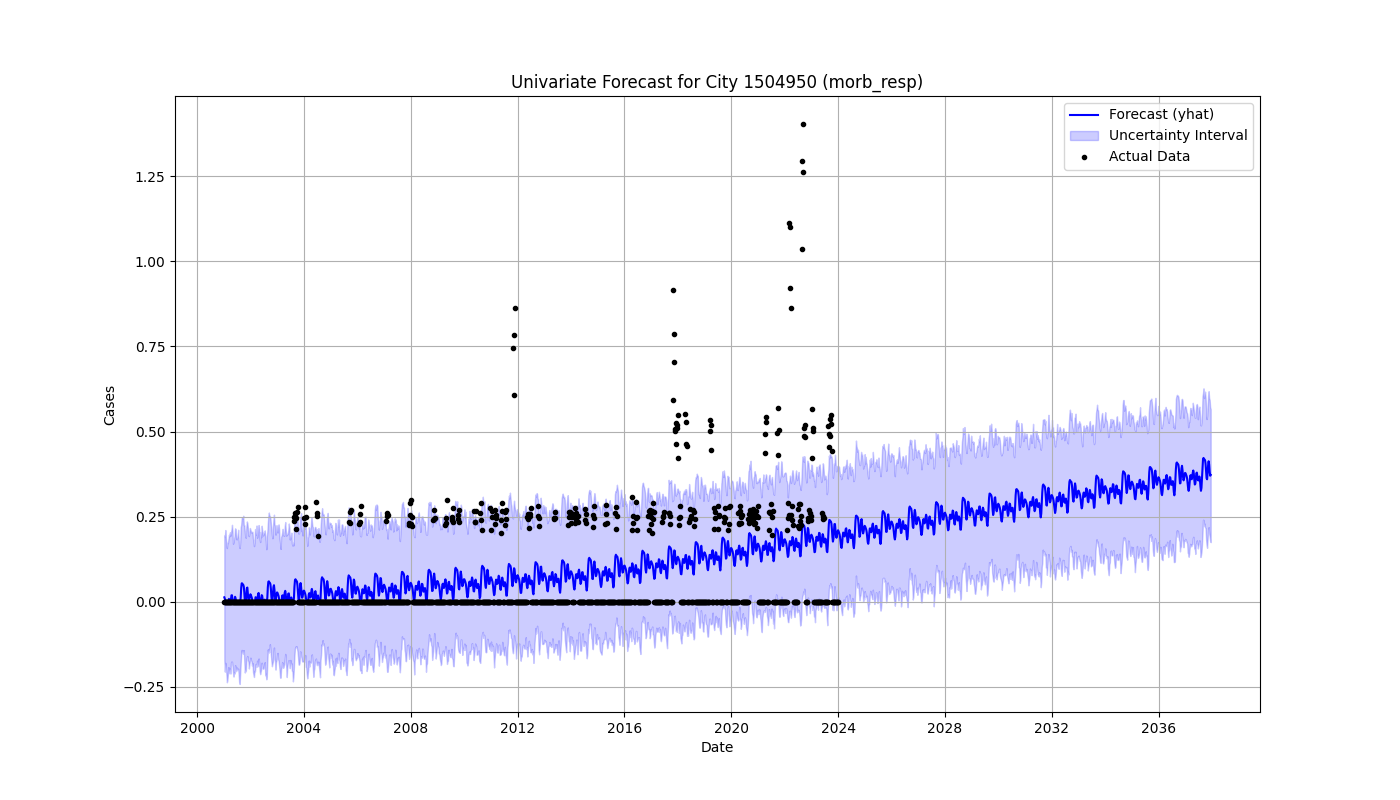 Univariate Forecast for City 1504950 (morb_resp)
Forecast (yhat)
Uncertainty Interval
Actual Data
Cases
1.25
1.00
0.75
0.50
0.25
0.00
−0.25
2000 2004 2008 2012 2016 2020 2024 2028 2032 2036
Date